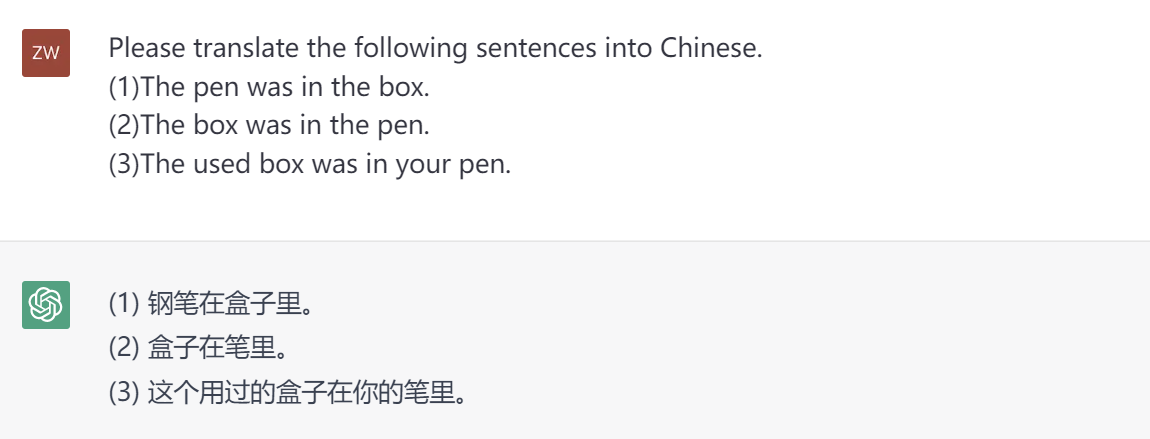 ZW
Please translate the following sentences into Chinese.
(1)The pen was in the box.
(2)The box was in the pen.
(3)The used box was in your pen.
(1) 钢笔在盒子里。
(2) 盒子在笔里。
(3) 这个用过的盒子在你的笔里。